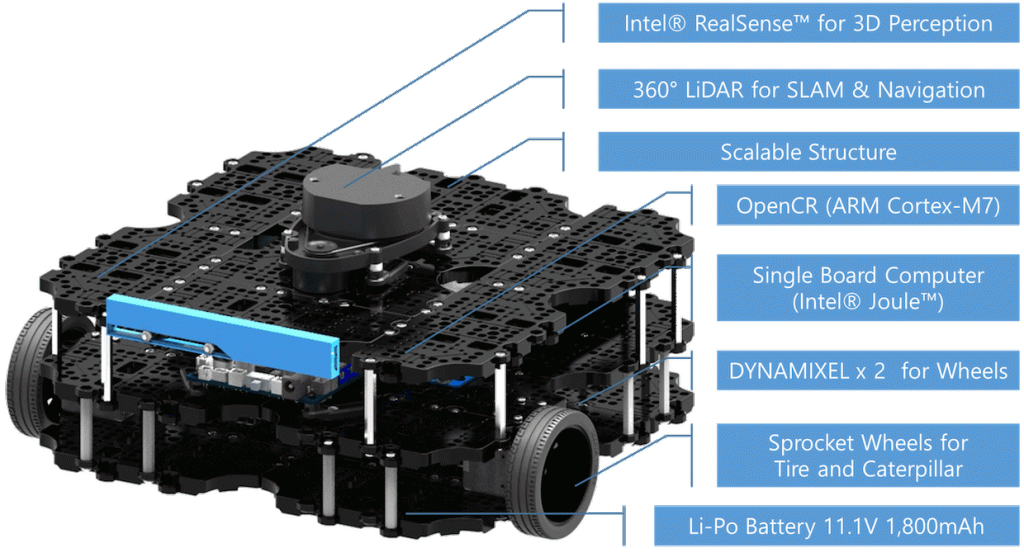 Intel® RealSense™ for 3D Perception
360° LiDAR for SLAM & Navigation
Scalable Structure
OpenCR (ARM Cortex-M7)
Single Board Computer
(Intel® Joule™)
DYNAMIXEL x 2  for Wheels
Sprocket Wheels for
Tire and Caterpillar
Li-Po Battery 11.1V 1,800mAh